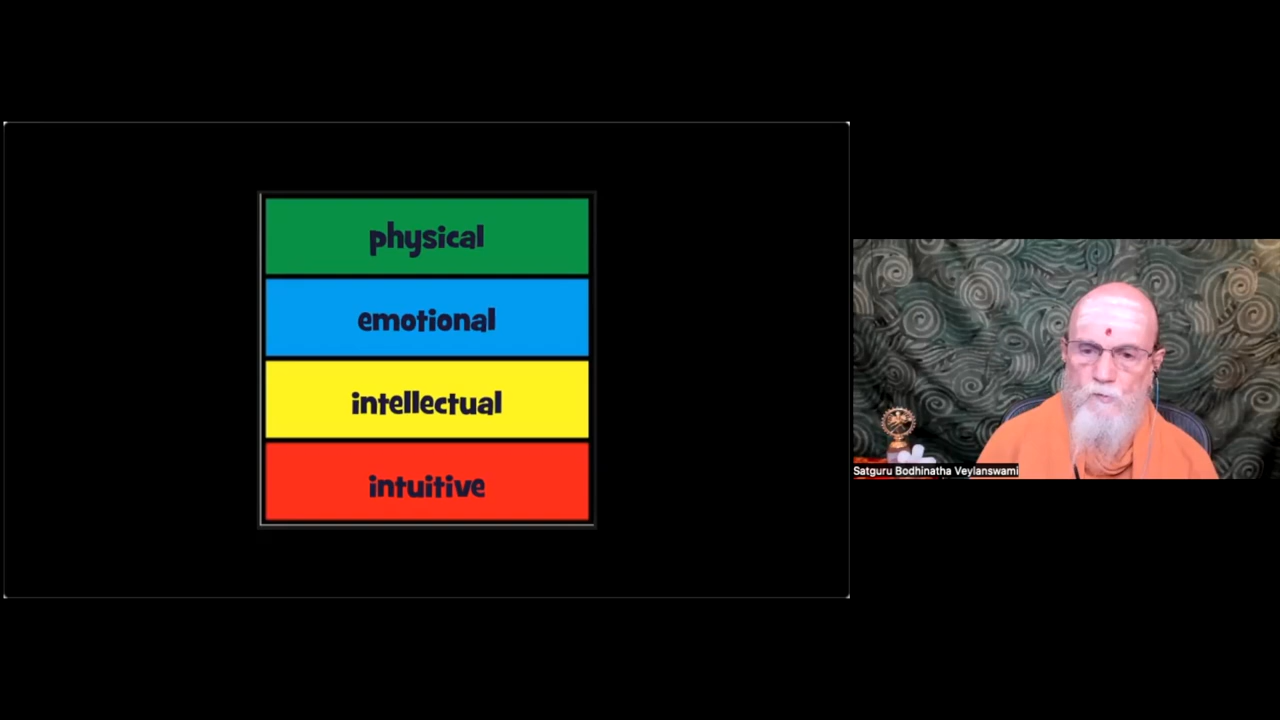 physical
emotional
intellectual
intuitive
Satguru Bodhinatha Veylanswami